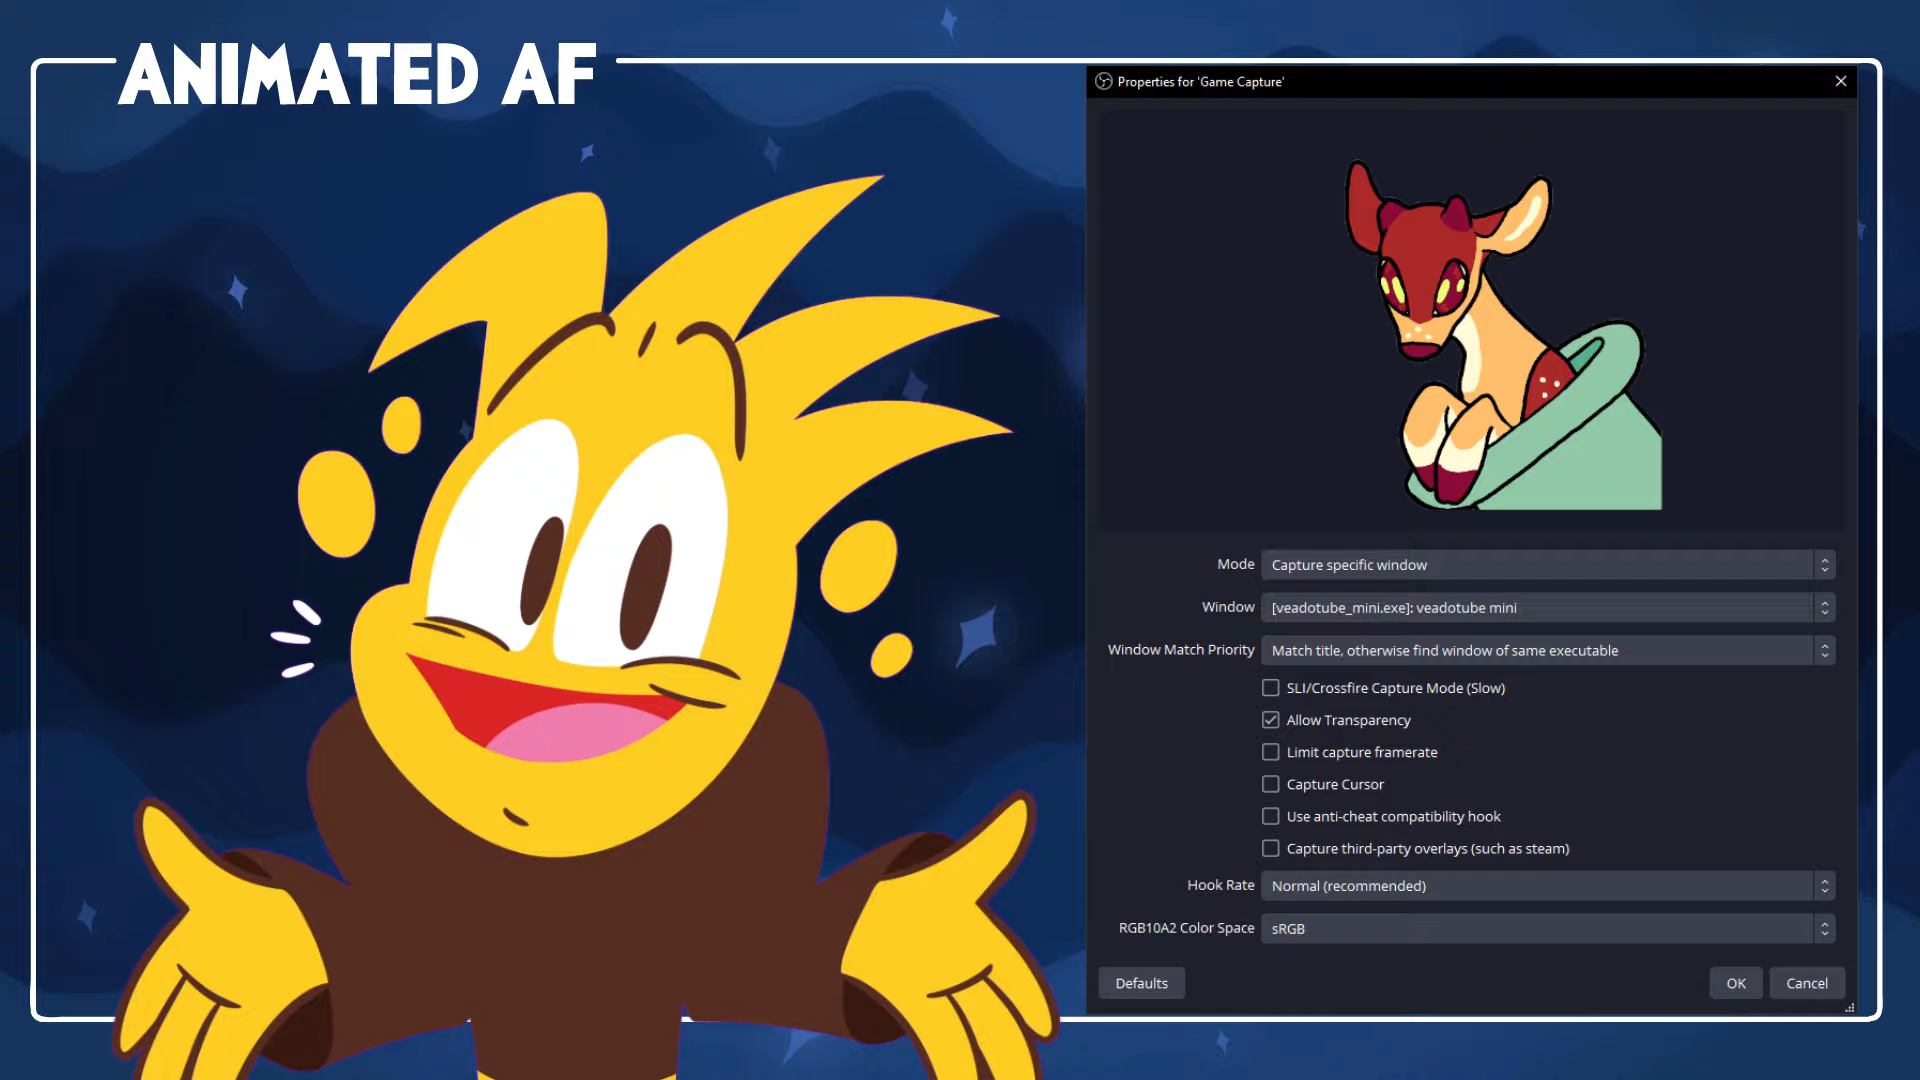 ANIMATED AF
Properties for 'Game Capture'
Mode
Capture specific window
Window
[veadotube_mini.exe]: veadotube mini
Window Match Priority
Match title, otherwise find window of same executable
SLI/Crossfire Capture Mode (Slow)
Allow Transparency
Limit capture framerate
Capture Cursor
Use anti-cheat compatibility hook
Capture third-party overlays (such as steam)
Hook Rate
Normal (recommended)
RGB10A2 Color Space
sRGB
Defaults
OK
Cancel